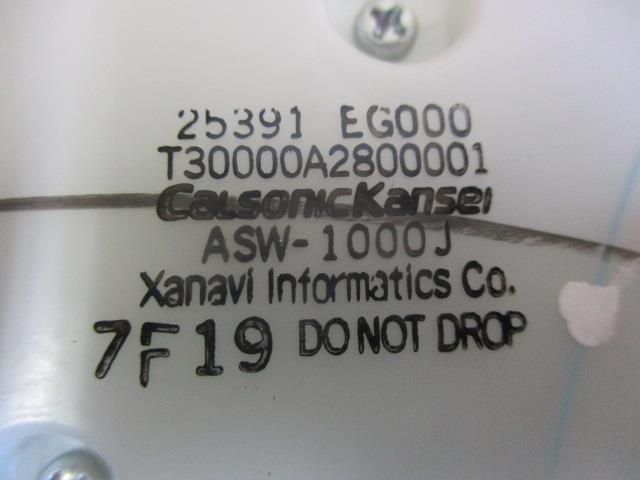 25391 EG000
T30000A2800001
CalsonicKansei
ASW-1000J
Xanavi Informatics Co.
7F19 DO NOT DROP